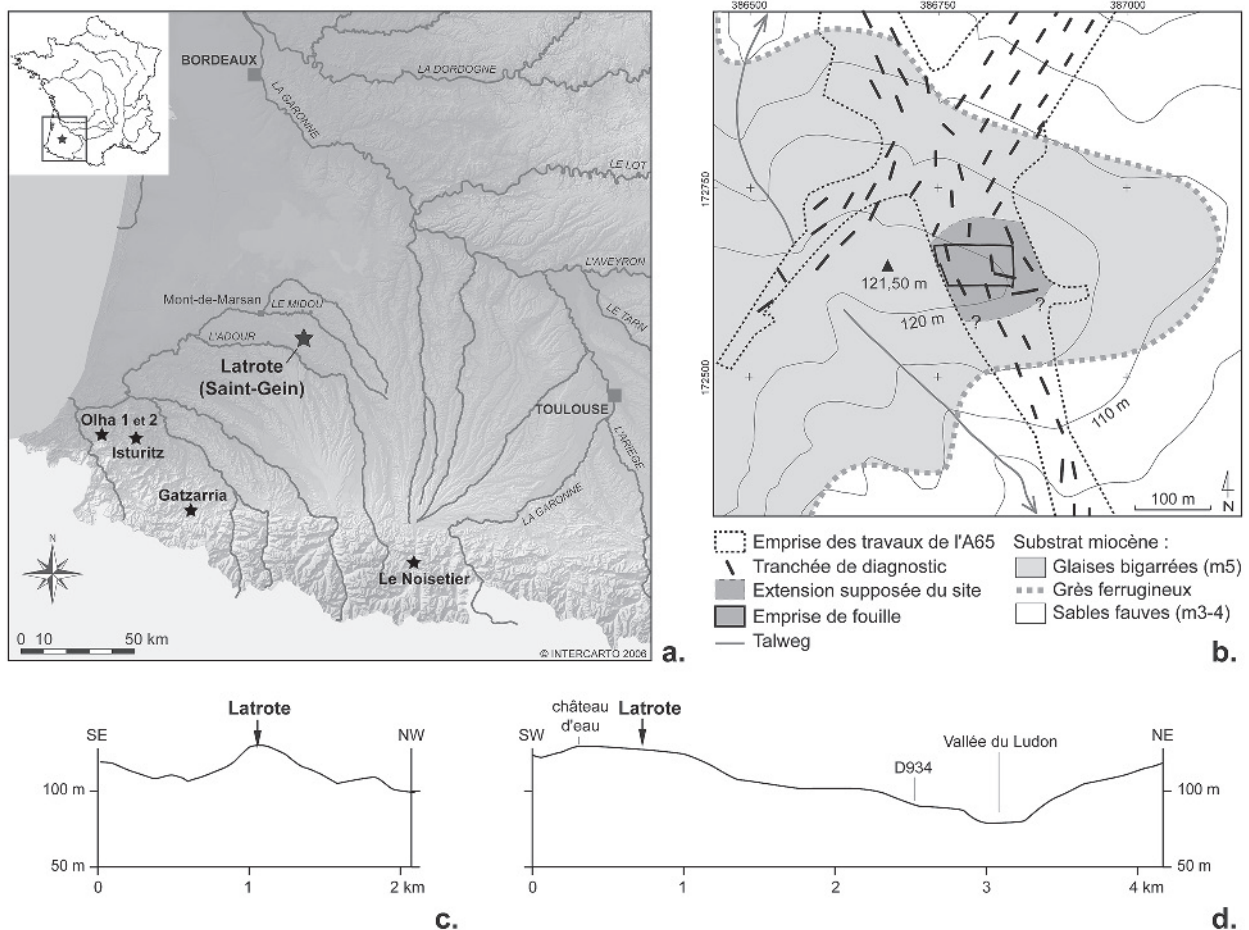 BORDEAUX
LA DORDOGNE
LA GARONNE
LE LOT
L'AVEYRON
LE TARN
Mont-de-Marsan
LE MIDOU
L'ADOUR
Latrote
(Saint-Gein)
TOULOUSE
L'ARIEGE
Olha 1 et 2
Isturitz
Gatzarria
LA GARONNE
Le Noisetier
N
0 10 50 km
© INTERCARTO 2006
a.
386500 386750 387000
172750
121,50 m
120 m
?
?
172500
110 m
100 m
N
Emprise des travaux de l'A65
Tranchée de diagnostic
Extension supposée du site
Emprise de fouille
Talweg
Substrat miocène :
Glaises bigarrées (m5)
Grès ferrugineux
Sables fauves (m3-4)
b.
Latrote
SE NW
100 m
50 m
0 1 2 km
c.
château
d'eau
Latrote
SW NE
Vallée du Ludon
D934
100 m
50 m
0 1 2 3 4 km
d.